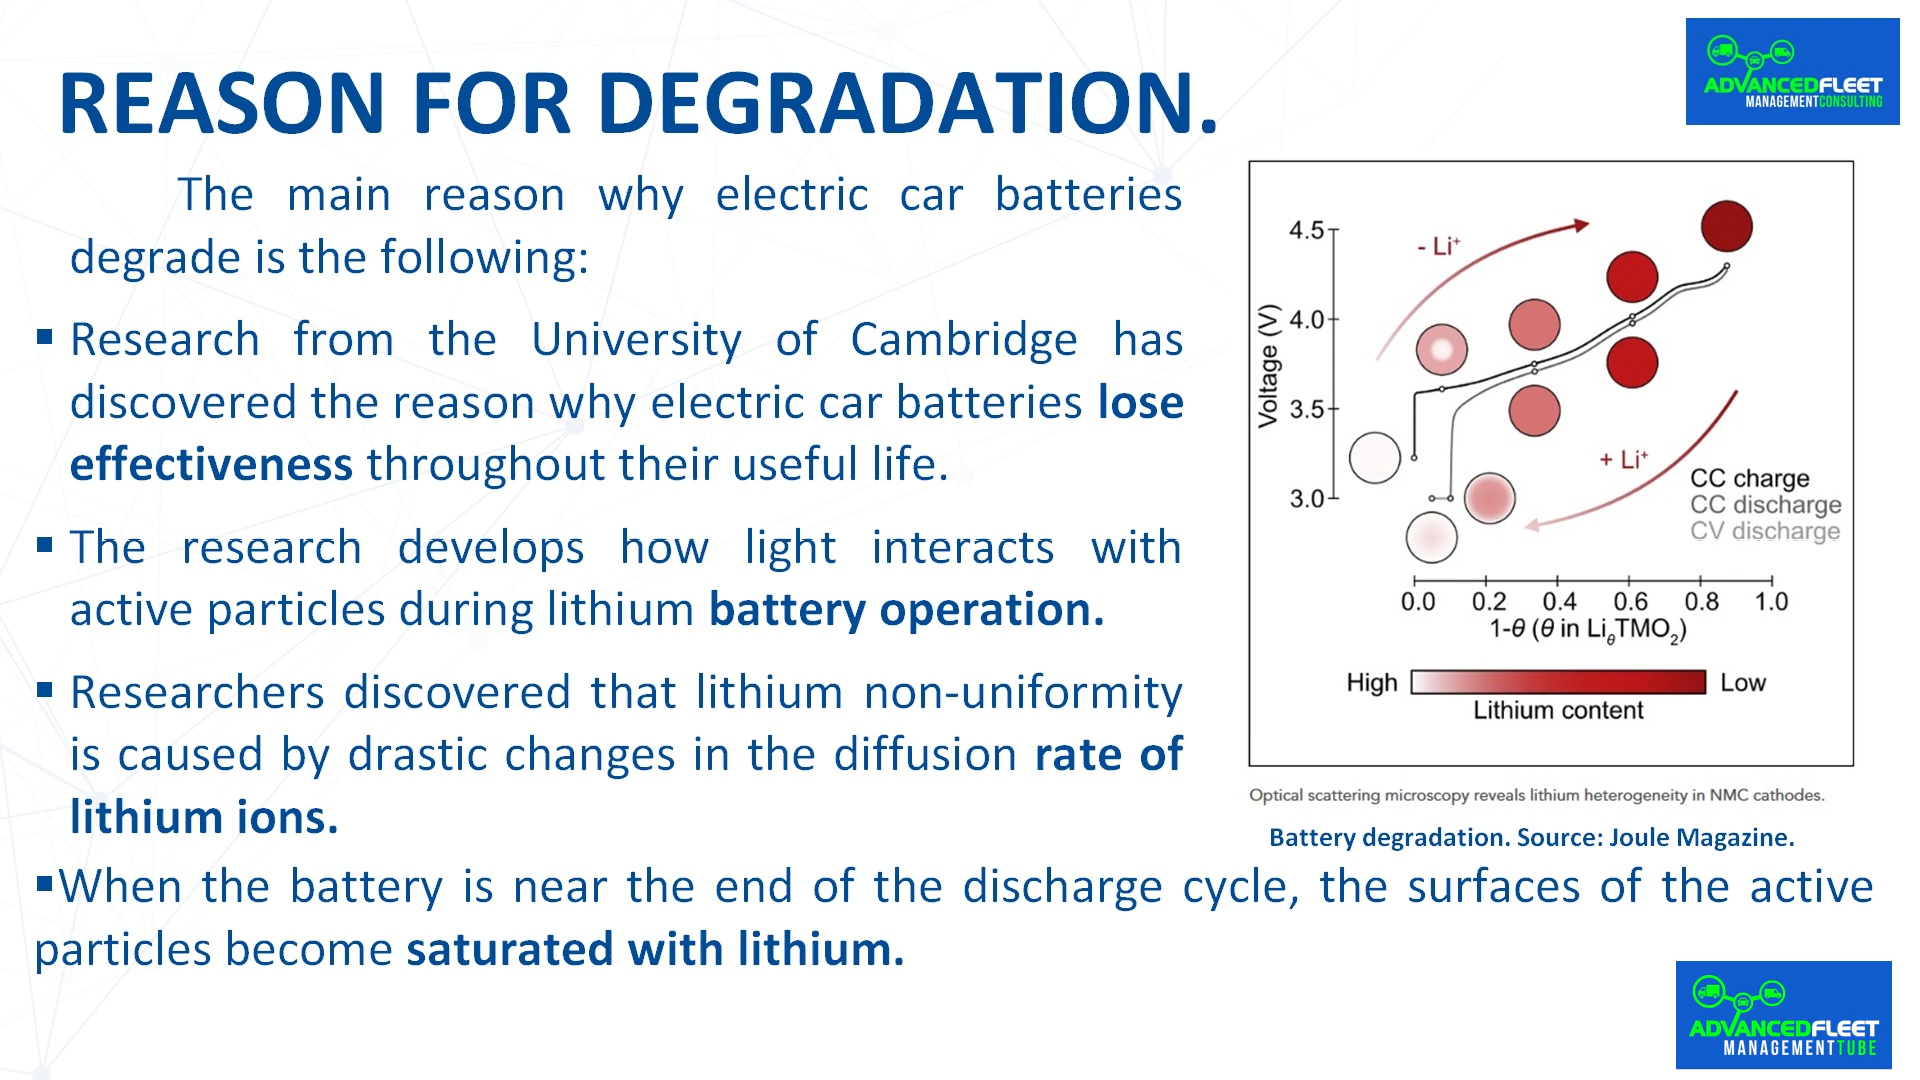 REASON FOR DEGRADATION.
ADVANCEDFLEET
MANAGEMENTCONSULTING
The main reason why electric car batteries
degrade is the following:
▪ Research from the University of Cambridge has
discovered the reason why electric car batteries lose
effectiveness throughout their useful life.
▪ The research develops how light interacts with
active particles during lithium battery operation.
▪ Researchers discovered that lithium non-uniformity
is caused by drastic changes in the diffusion rate of
lithium ions.
▪When the battery is near the end of the discharge cycle, the surfaces of the active
particles become saturated with lithium.
Voltage (V)
4.5
4.0
3.5
3.0
- Li⁺
+ Li⁺
CC charge
CC discharge
CV discharge
0.0 0.2 0.4 0.6 0.8 1.0
1-θ (θ in LiθTMO₂)
High Low
Lithium content
Optical scattering microscopy reveals lithium heterogeneity in NMC cathodes.
Battery degradation. Source: Joule Magazine.
ADVANCEDFLEET
MANAGEMENTTUBE